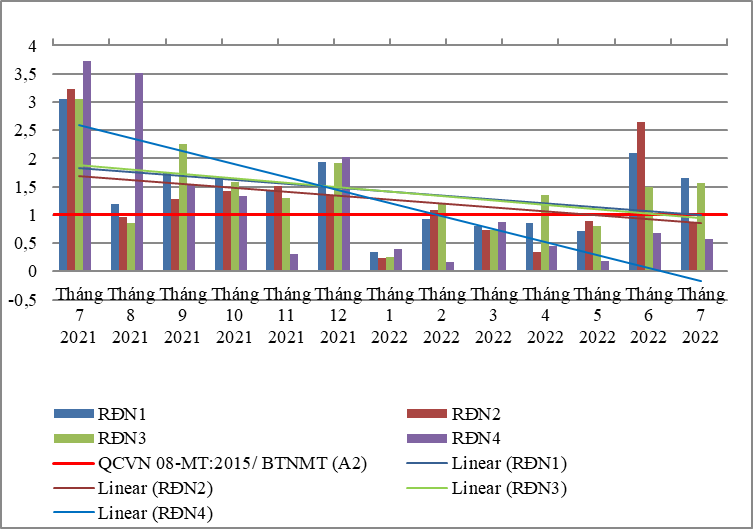 4
3,5
3
2,5
2
1,5
1
0,5
0
-0,5
Tháng Tháng Tháng Tháng Tháng Tháng Tháng Tháng Tháng Tháng Tháng Tháng Tháng
7 8 9 10 11 12 1 2 3 4 5 6 7
2021 2021 2021 2021 2021 2021 2022 2022 2022 2022 2022 2022 2022
RĐN1 RĐN2
RĐN3 RĐN4
QCVN 08-MT:2015/ BTNMT (A2) Linear (RĐN1)
Linear (RĐN2) Linear (RĐN3)
Linear (RĐN4)